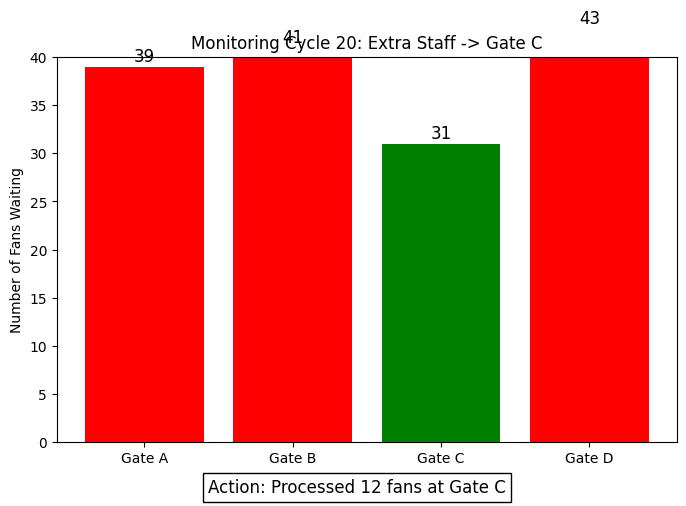 43
Monitoring Cycle 20: Extra Staff -> Gate C
39
41
31
Number of Fans Waiting
40
35
30
25
20
15
10
5
0
Gate A
Gate B
Gate C
Gate D
Action: Processed 12 fans at Gate C